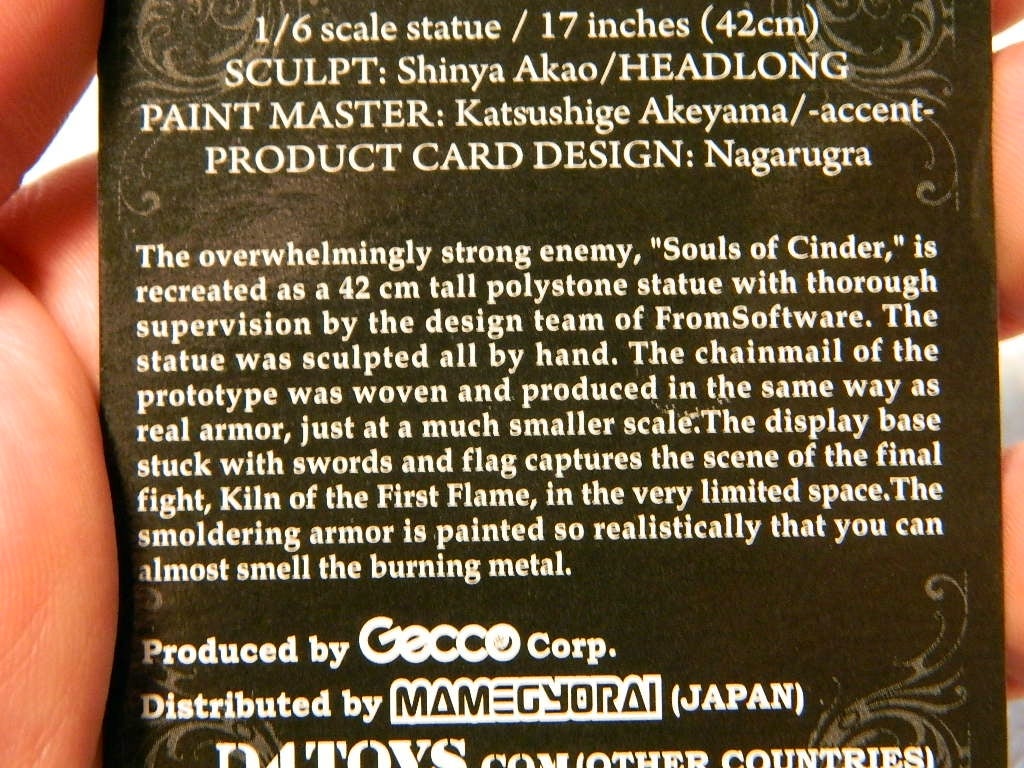 1/6 scale statue / 17 inches (42cm)
SCULPT: Shinya Akao/HEADLONG
PAINT MASTER: Katsushige Akeyama/-accent-
PRODUCT CARD DESIGN: Nagarugra
The overwhelmingly strong enemy, "Souls of Cinder," is
recreated as a 42 cm tall polystone statue with thorough
supervision by the design team of FromSoftware. The
statue was sculpted all by hand. The chainmail of the
prototype was woven and produced in the same way as
real armor, just at a much smaller scale.The display base
stuck with swords and flag captures the scene of the final
fight, Kiln of the First Flame, in the very limited space.The
smoldering armor is painted so realistically that you can
almost smell the burning metal.
Produced by Gecco Corp.
Distributed by MAMEGYORAI (JAPAN)
D4TOYS.COM (OTHER COUNTRIES)